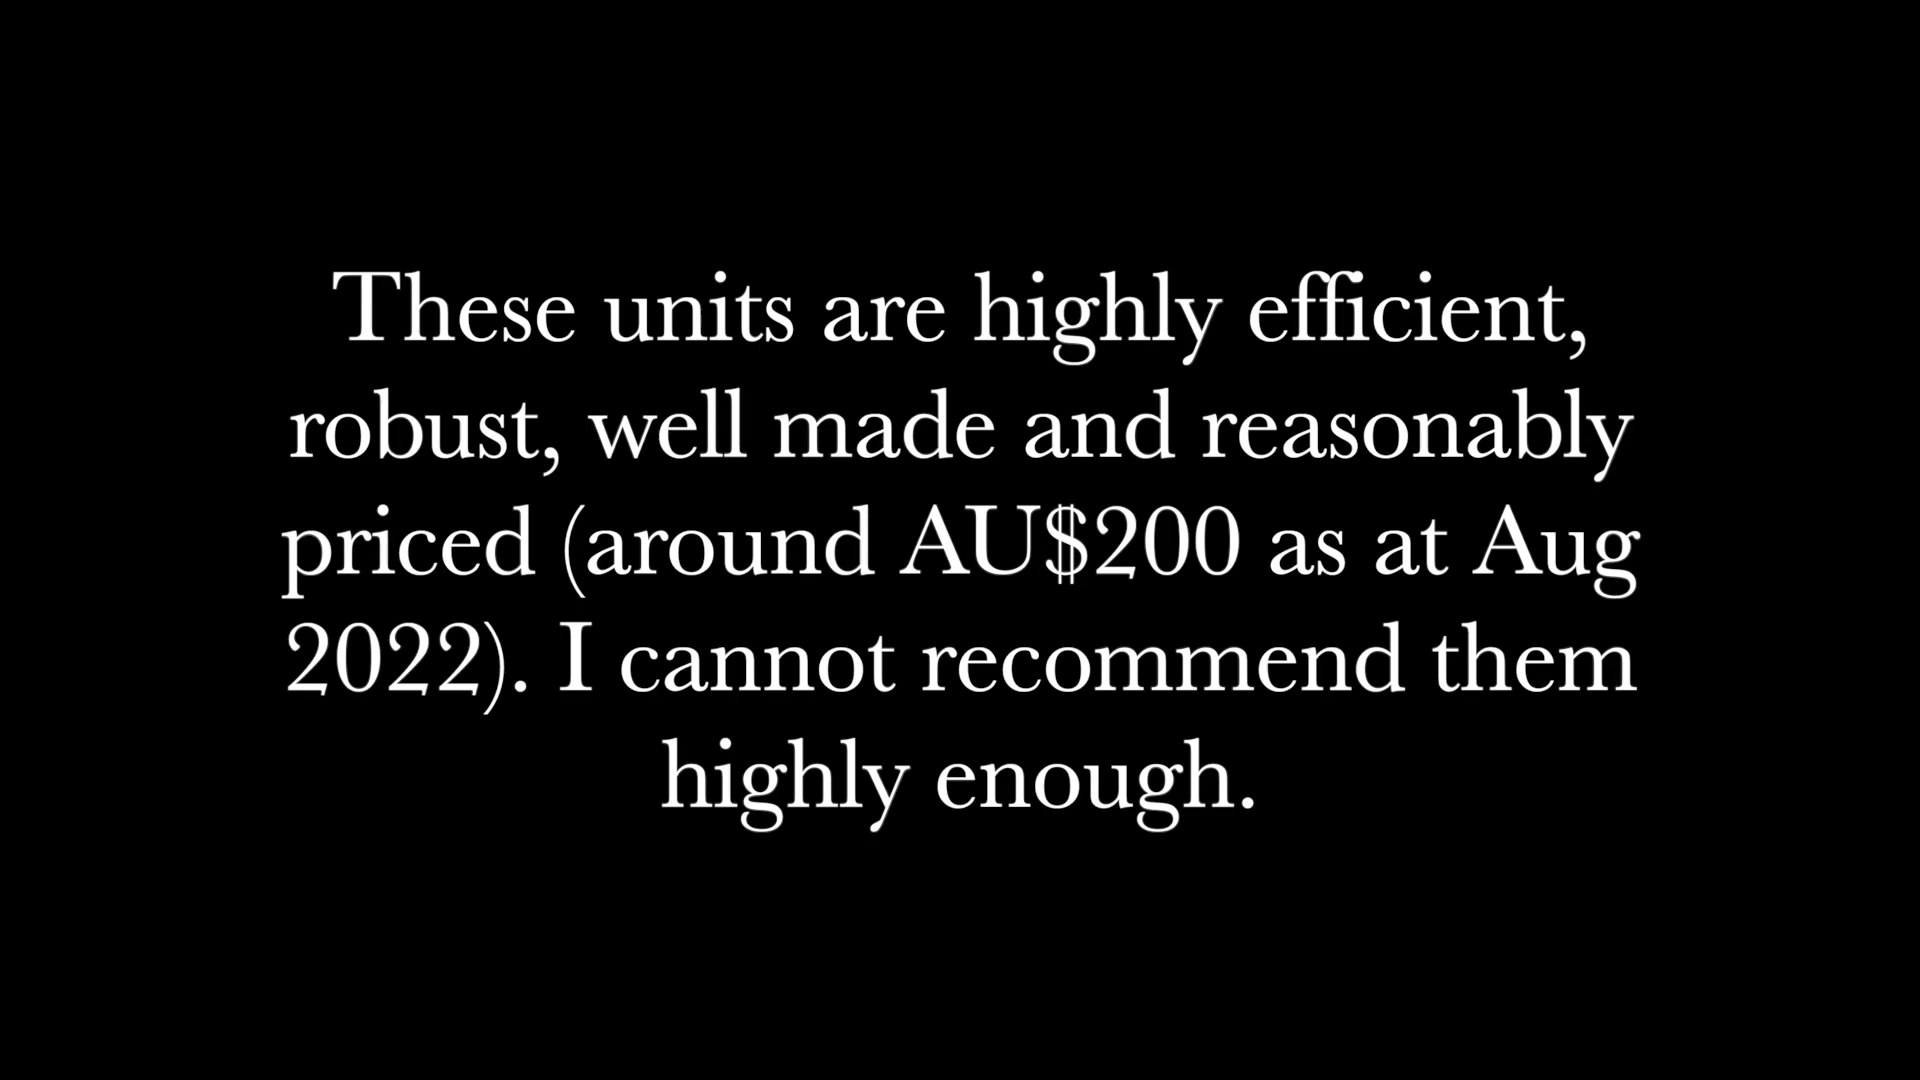 These units are highly efficient,
robust, well made and reasonably
priced (around AU$200 as at Aug
2022). I cannot recommend them
highly enough.